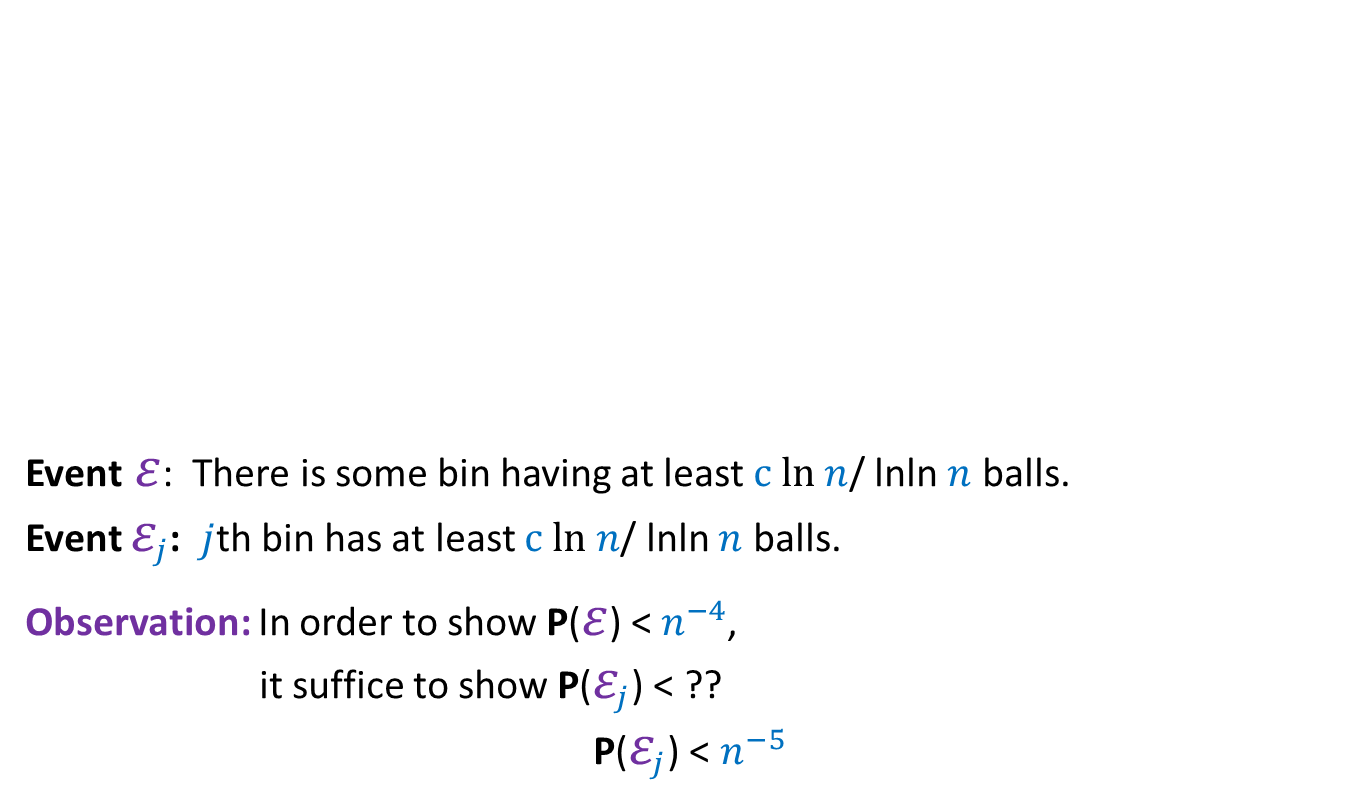 Event ℰ: There is some bin having at least c ln n/ lnln n balls.
Event ℰⱼ: jth bin has at least c ln n/ lnln n balls.
Observation: In order to show P(ℰ) < n⁻⁴,
it suffice to show P(ℰⱼ) < ??
P(ℰⱼ) < n⁻⁵